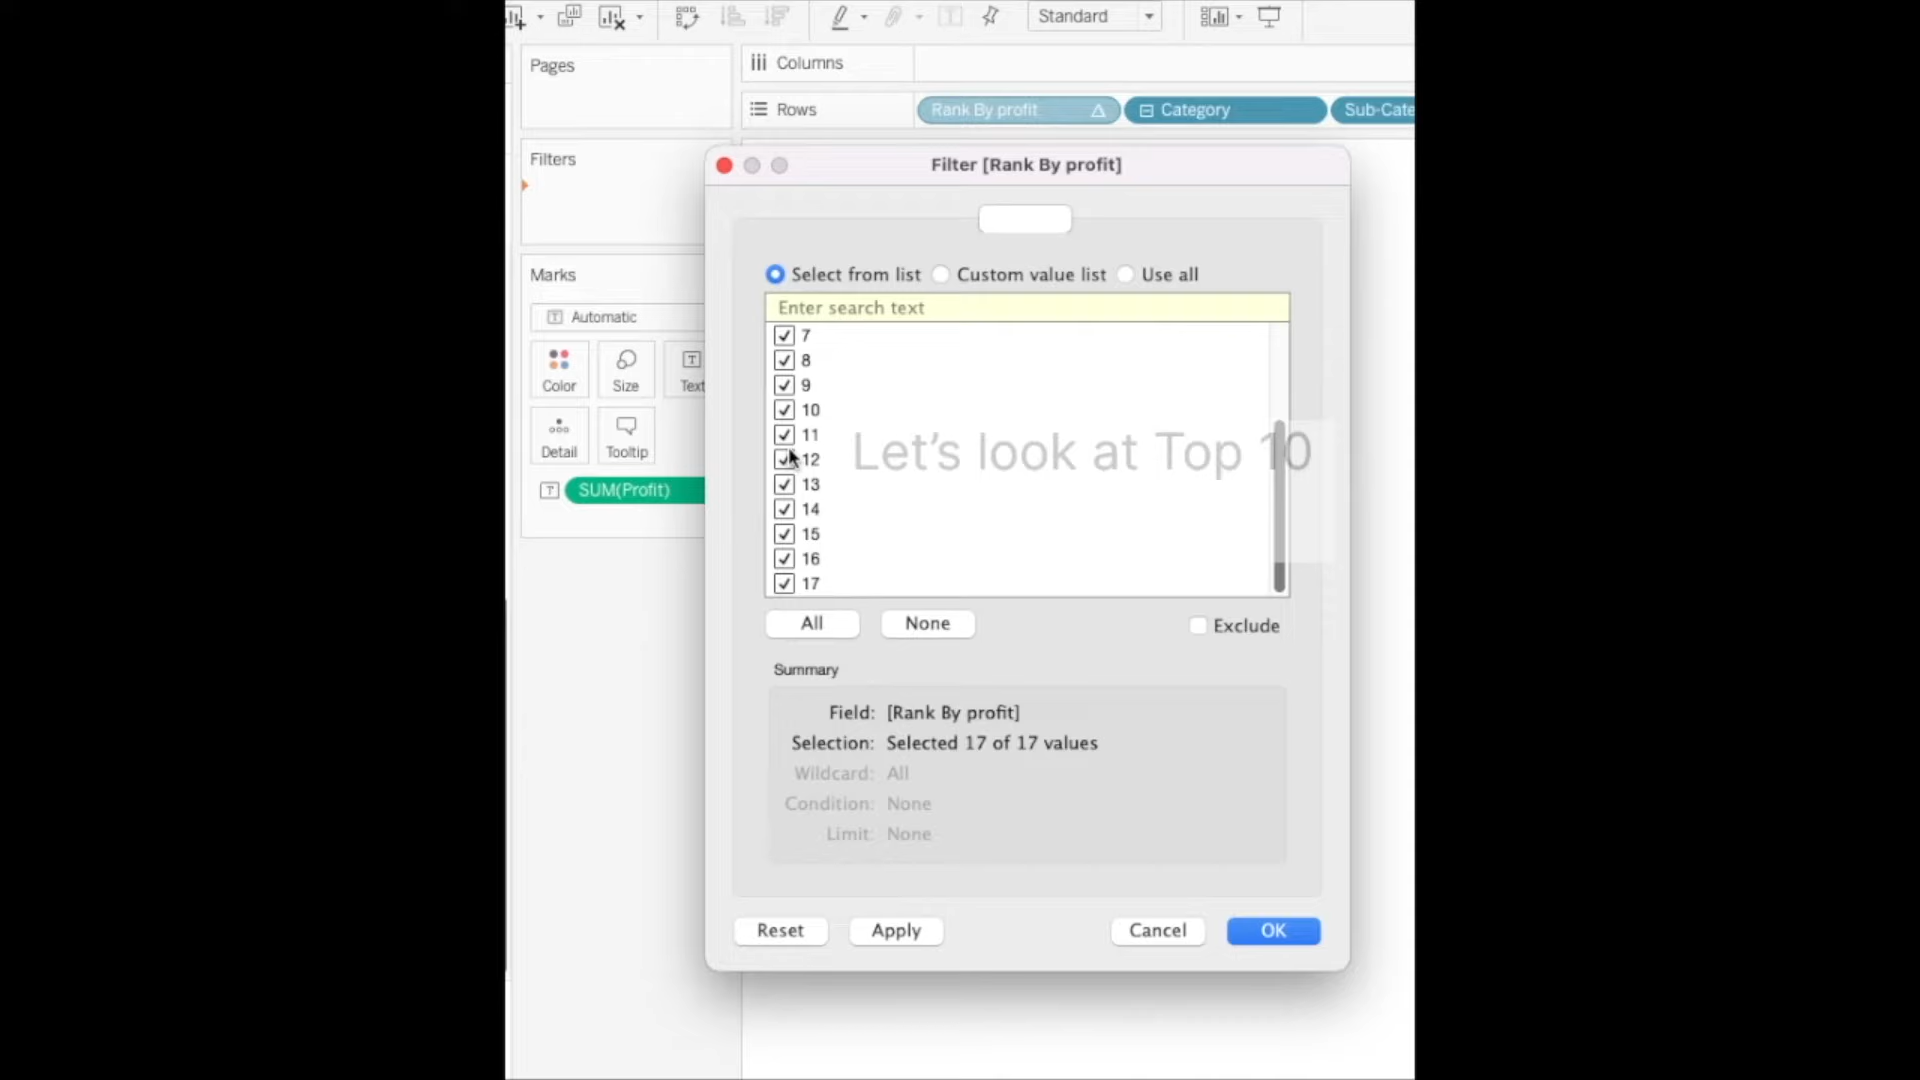 Standard
Pages
Columns
Rows
Rank By profit
Category
Sub-Cate
Filters
Filter [Rank By profit]
Marks
Automatic
Color
Size
Text
Detail
Tooltip
SUM(Profit)
Select from list
Custom value list
Use all
Enter search text
7
8
9
10
11
12
13
14
15
16
17
Let's look at Top 10
All
None
Exclude
Summary
Field: [Rank By profit]
Selection: Selected 17 of 17 values
Wildcard: All
Condition: None
Limit: None
Reset
Apply
Cancel
OK